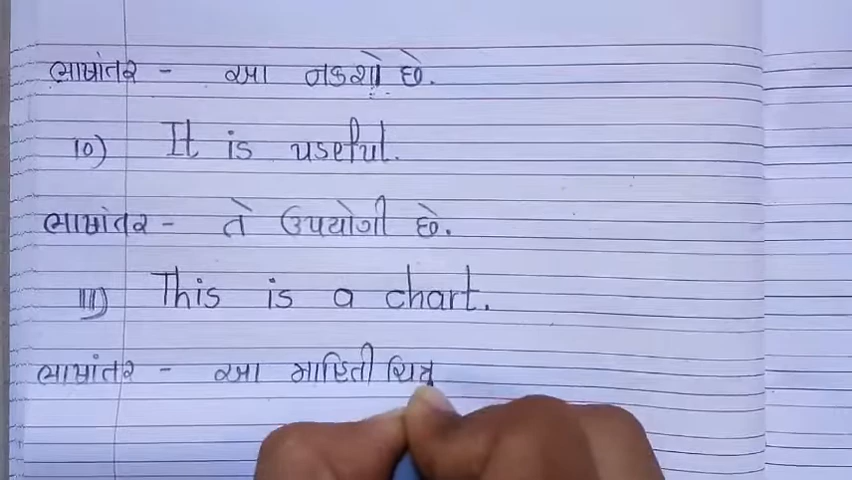 ભાષાંતર - આ નકશો છે.
10) It is useful.
ભાષાંતર - તે ઉપયોગી છે.
11) This is a chart.
ભાષાંતર - આ માહિતી ચિત્ર